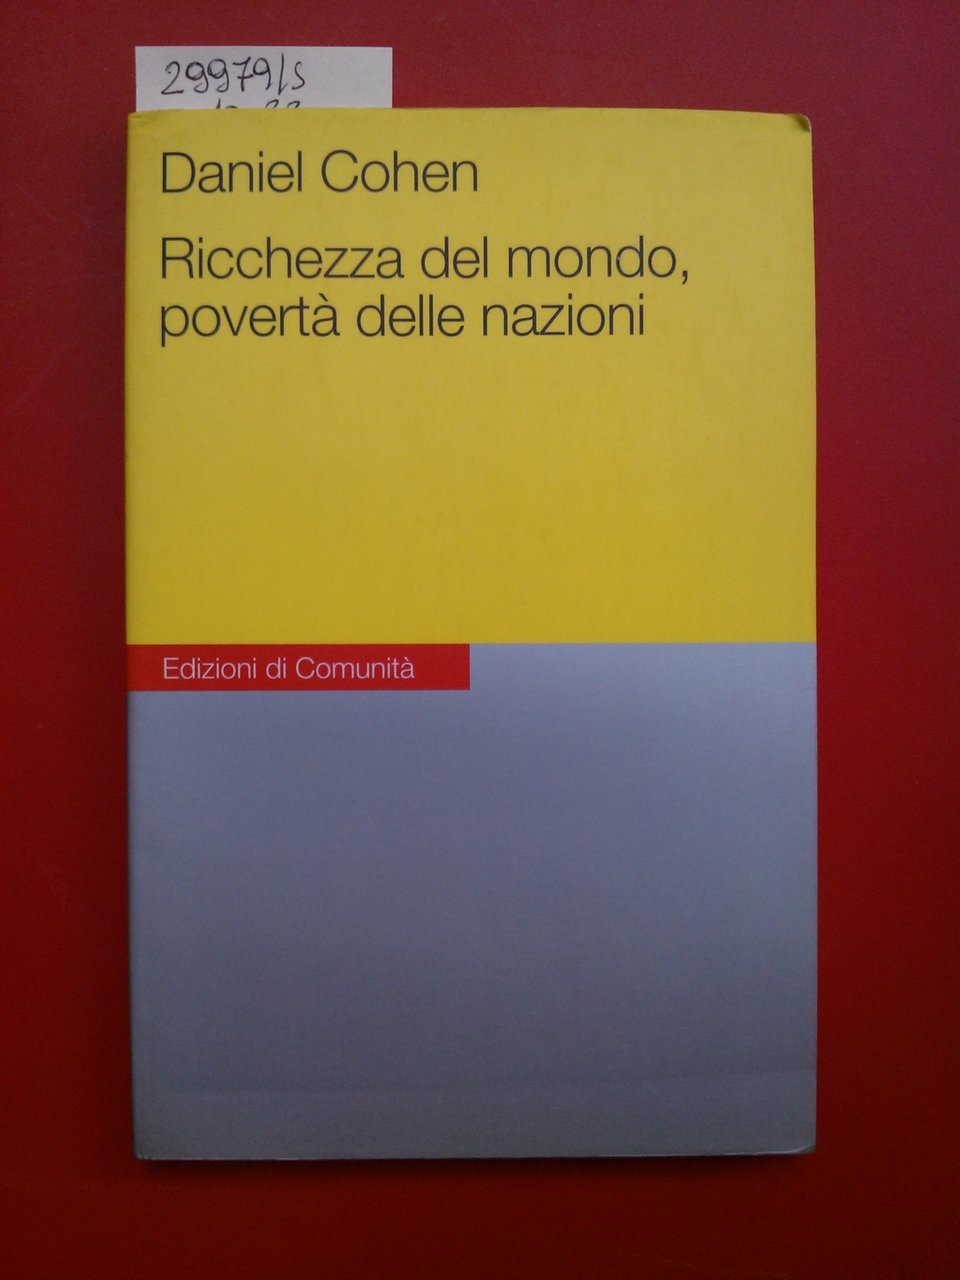 29979/S
Daniel Cohen
Ricchezza del mondo,
povertà delle nazioni
Edizioni di Comunità